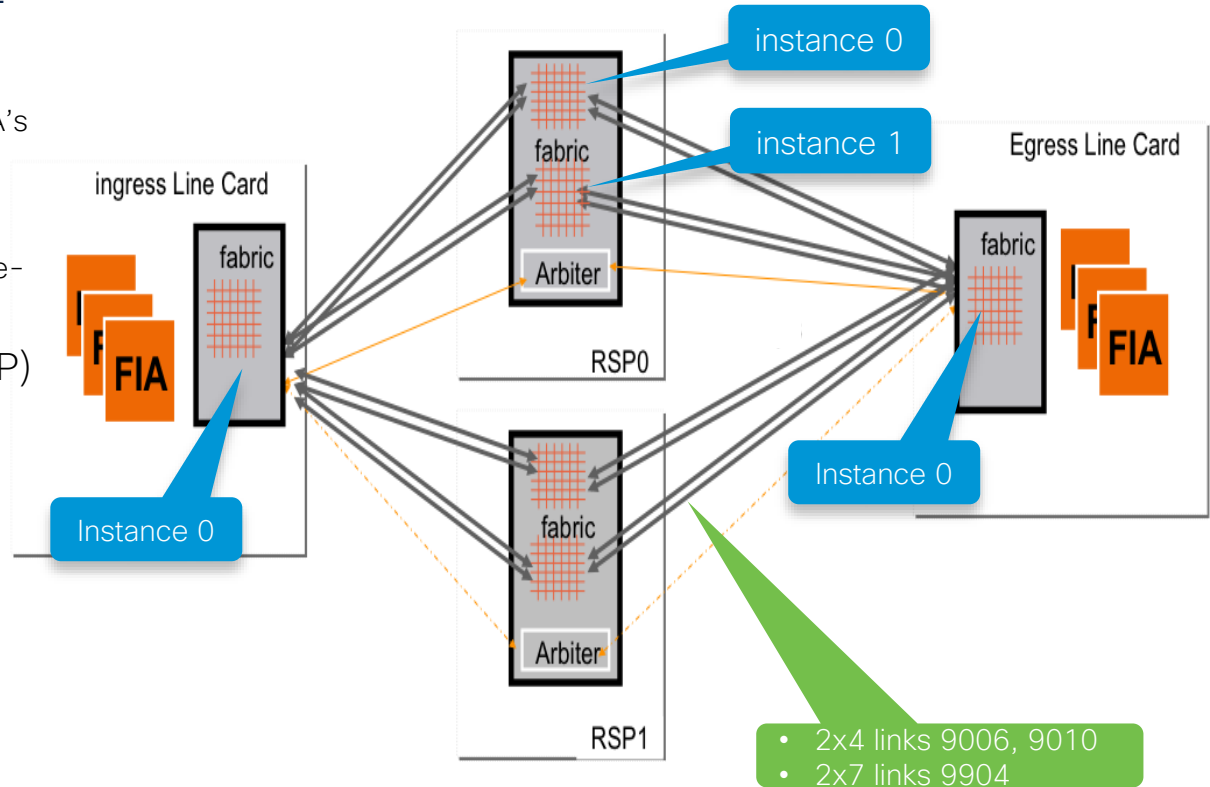 instance 0
A's
instance 1
Egress Line Card
ingress Line Card
fabric
fabric
fabric
e-
Arbiter
P)
F
FIA
F
FIA
RSP0
Instance 0
Instance 0
fabric
Arbiter
RSP1
• 2x4 links 9006, 9010
• 2x7 links 9904